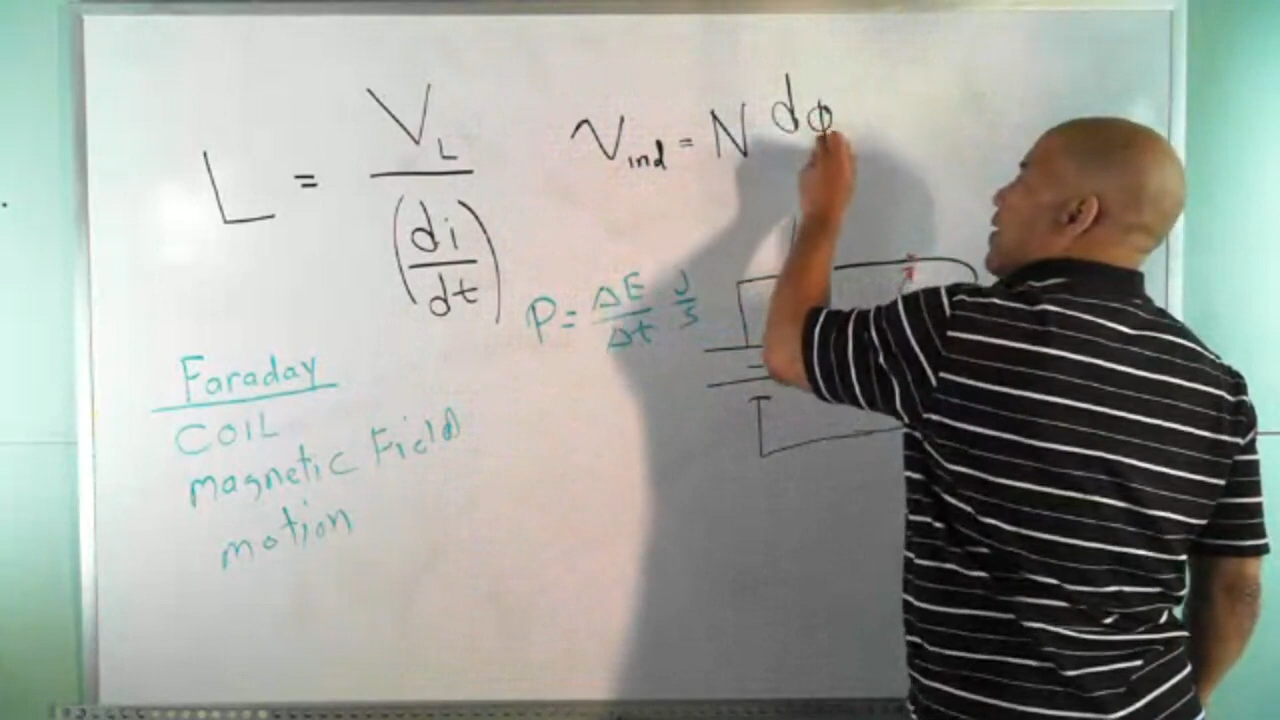 L = V_L / (di/dt)
V_ind = N dφ
P = ΔE/Δt J/s
Faraday
COIL
magnetic Field
motion